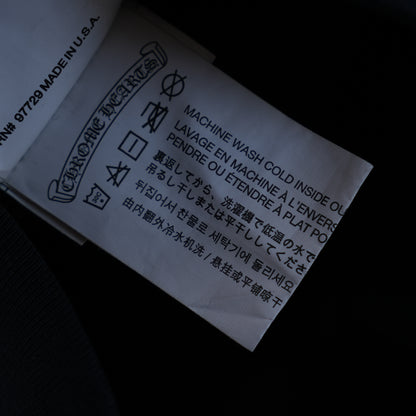 RN# 97729 MADE IN U.S.A.
CHROME HEARTS
MACHINE WASH COLD INSIDE OU
LAVAGE EN MACHINE À L'ENVERS
PENDRE OU ÉTENDRE À PLAT PO
裏返してから、洗濯機で低温の水で
吊るし干しまたは平干ししてくださ
뒤집어서 찬물로 세탁기에 돌리세요
由内翻外冷水机洗/悬挂或平铺晾干